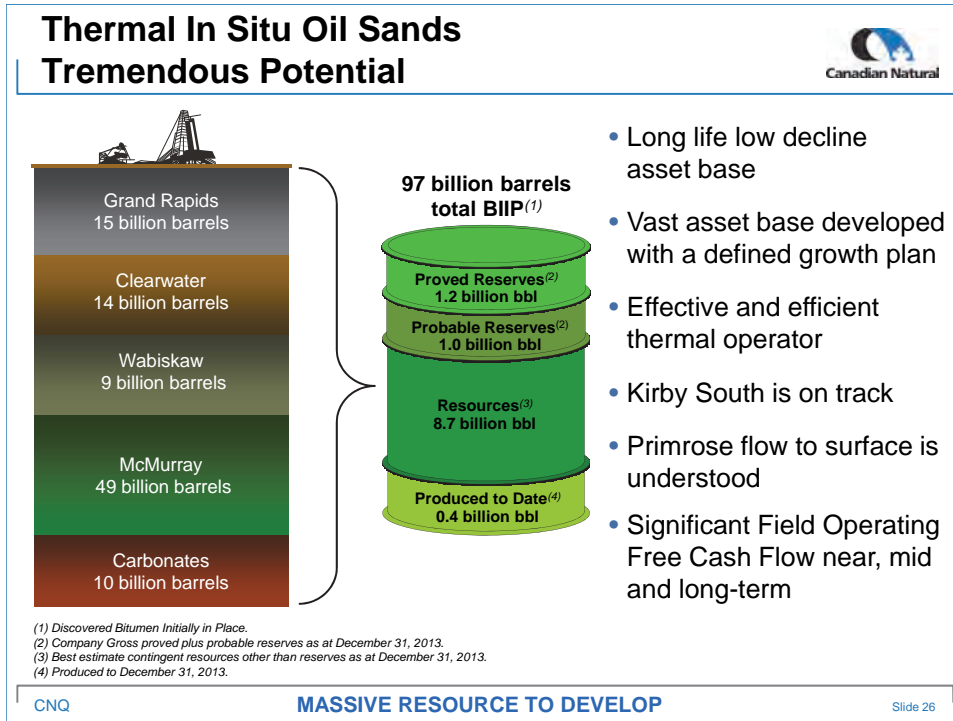 Thermal In Situ Oil Sands
Tremendous Potential
Canadian Natural
Grand Rapids
15 billion barrels
Clearwater
14 billion barrels
Wabiskaw
9 billion barrels
McMurray
49 billion barrels
Carbonates
10 billion barrels
97 billion barrels
total BIIP(1)
Proved Reserves(2)
1.2 billion bbl
Probable Reserves(2)
1.0 billion bbl
Resources(3)
8.7 billion bbl
Produced to Date(4)
0.4 billion bbl
• Long life low decline
asset base
• Vast asset base developed
with a defined growth plan
• Effective and efficient
thermal operator
• Kirby South is on track
• Primrose flow to surface is
understood
• Significant Field Operating
Free Cash Flow near, mid
and long-term
(1) Discovered Bitumen Initially in Place.
(2) Company Gross proved plus probable reserves as at December 31, 2013.
(3) Best estimate contingent resources other than reserves as at December 31, 2013.
(4) Produced to December 31, 2013.
CNQ
MASSIVE RESOURCE TO DEVELOP
Slide 26